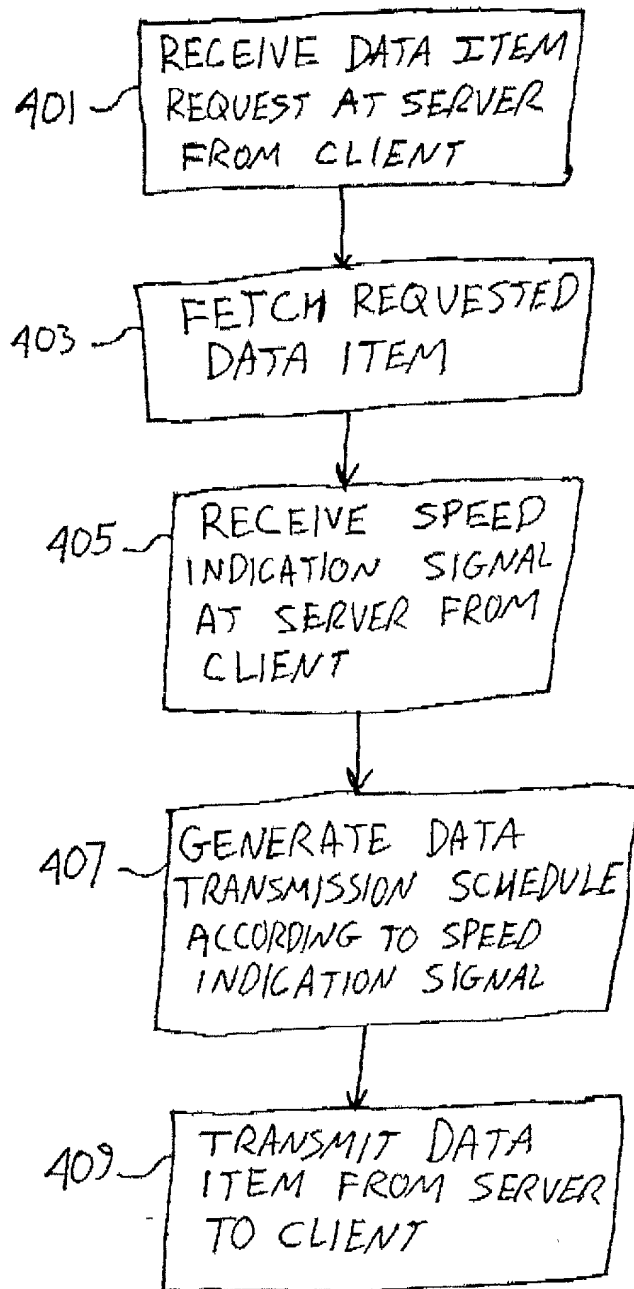 RECEIVE DATA ITEM
401 REQUEST AT SERVER
FROM CLIENT
FETCH REQUESTED
403 DATA ITEM
RECEIVE SPEED
405 INDICATION SIGNAL
AT SERVER FROM
CLIENT
GENERATE DATA
407 TRANSMISSION SCHEDULE
ACCORDING TO SPEED
INDICATION SIGNAL
TRANSMIT DATA
409 ITEM FROM SERVER
TO CLIENT